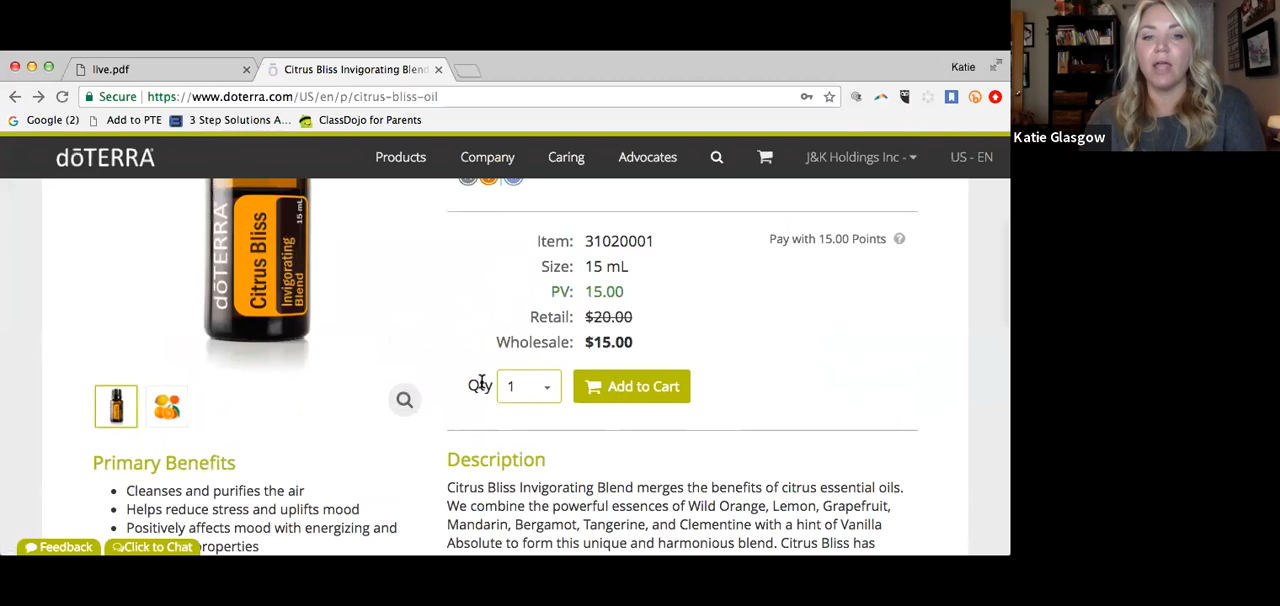 live.pdf
Citrus Bliss Invigorating Blend
Katie
Secure https://www.doterra.com/US/en/p/citrus-bliss-oil
Google (2) Add to PTE 3 Step Solutions A... ClassDojo for Parents
Katie Glasgow
dōTERRA Products Company Caring Advocates J&K Holdings Inc - US - EN
dōTERRA
Citrus Bliss
Invigorating
Blend
15 mL
Item: 31020001
Pay with 15.00 Points ?
Size: 15 mL
PV: 15.00
Retail: $20.00
Wholesale: $15.00
Qty 1 Add to Cart
Primary Benefits
Cleanses and purifies the air
Helps reduce stress and uplifts mood
Positively affects mood with energizing and
properties
Description
Citrus Bliss Invigorating Blend merges the benefits of citrus essential oils.
We combine the powerful essences of Wild Orange, Lemon, Grapefruit,
Mandarin, Bergamot, Tangerine, and Clementine with a hint of Vanilla
Absolute to form this unique and harmonious blend. Citrus Bliss has
Feedback Click to Chat